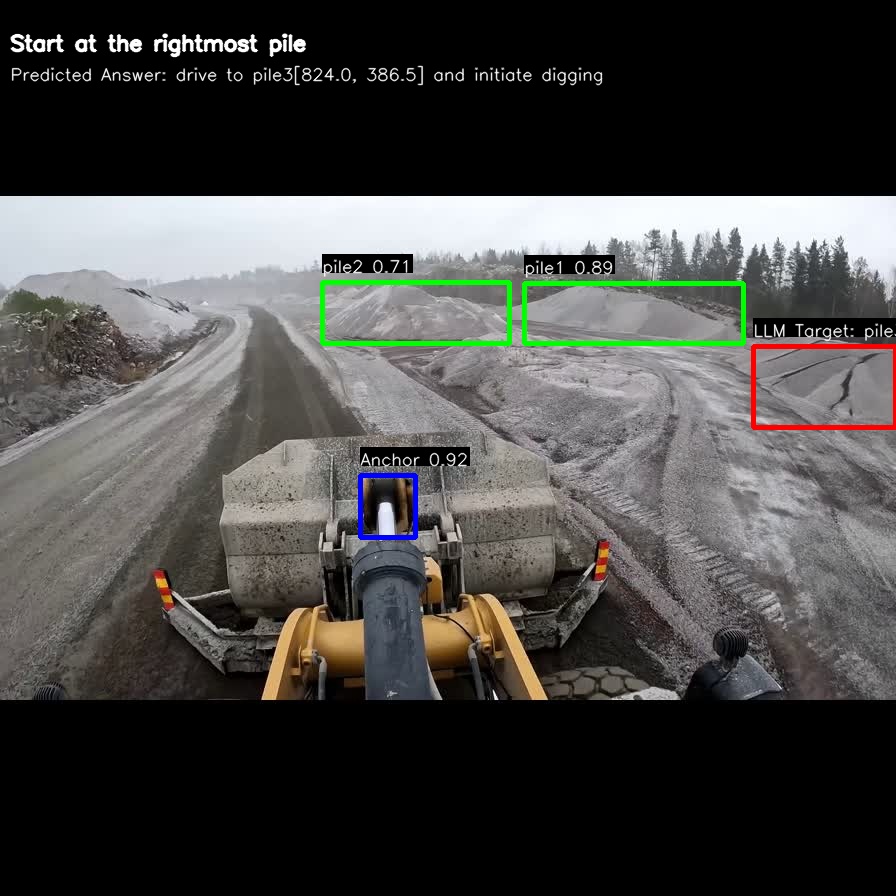 Start at the rightmost pile
Predicted Answer: drive to pile3[824.0, 386.5] and initiate digging
pile2 0.71
pile1 0.89
LLM Target: pile.
Anchor 0.92